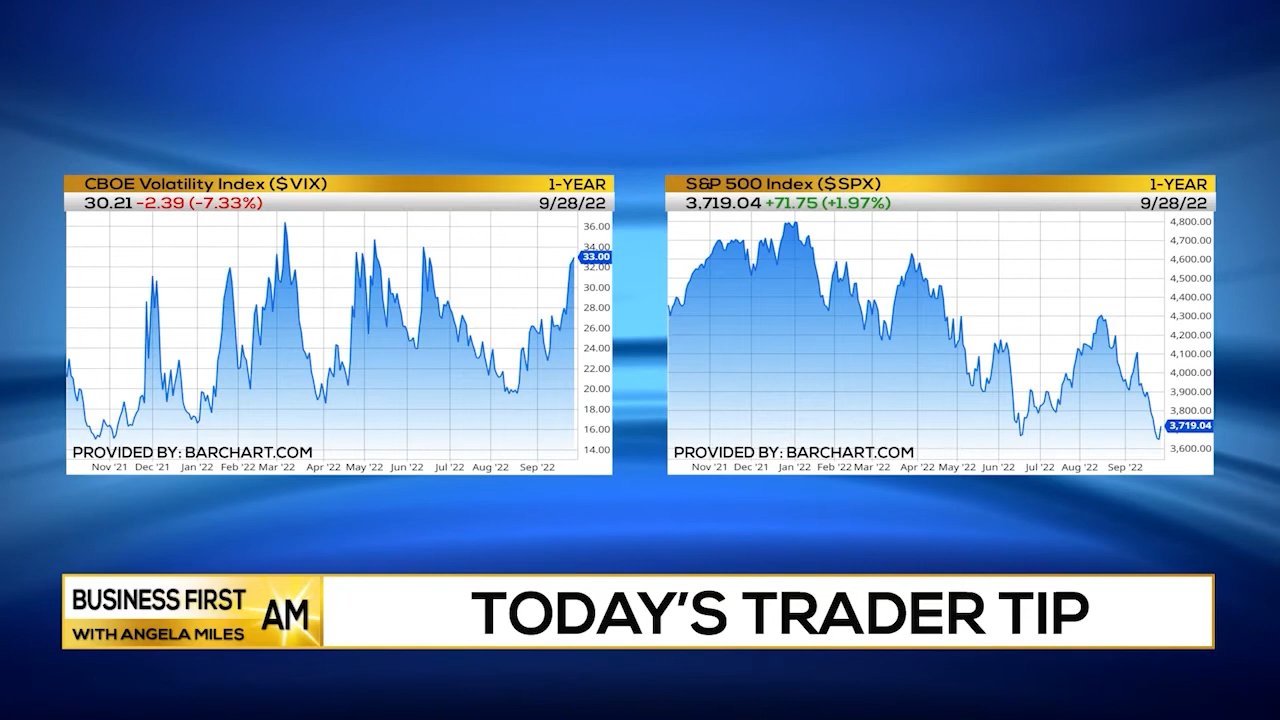 CBOE Volatility Index ($VIX) 1-YEAR
30.21 -2.39 (-7.33%) 9/28/22
36.00
34.00
33.00
32.00
30.00
28.00
26.00
24.00
22.00
20.00
18.00
16.00
14.00
PROVIDED BY: BARCHART.COM
Nov '21 Dec '21 Jan '22 Feb '22 Mar '22 Apr '22 May '22 Jun '22 Jul '22 Aug '22 Sep '22
S&P 500 Index ($SPX) 1-YEAR
3,719.04 +71.75 (+1.97%) 9/28/22
4,800.00
4,700.00
4,600.00
4,500.00
4,400.00
4,300.00
4,200.00
4,100.00
4,000.00
3,900.00
3,800.00
3,719.04
3,600.00
PROVIDED BY: BARCHART.COM
Nov '21 Dec '21 Jan '22 Feb '22 Mar '22 Apr '22 May '22 Jun '22 Jul '22 Aug '22 Sep '22
BUSINESS FIRST AM
WITH ANGELA MILES
TODAY'S TRADER TIP